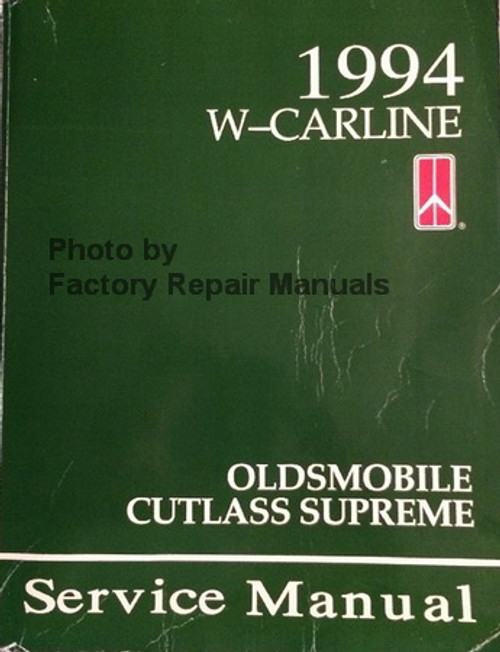 1994
W–CARLINE
®
Photo by
Factory Repair Manuals
OLDSMOBILE
CUTLASS SUPREME
Service Manual